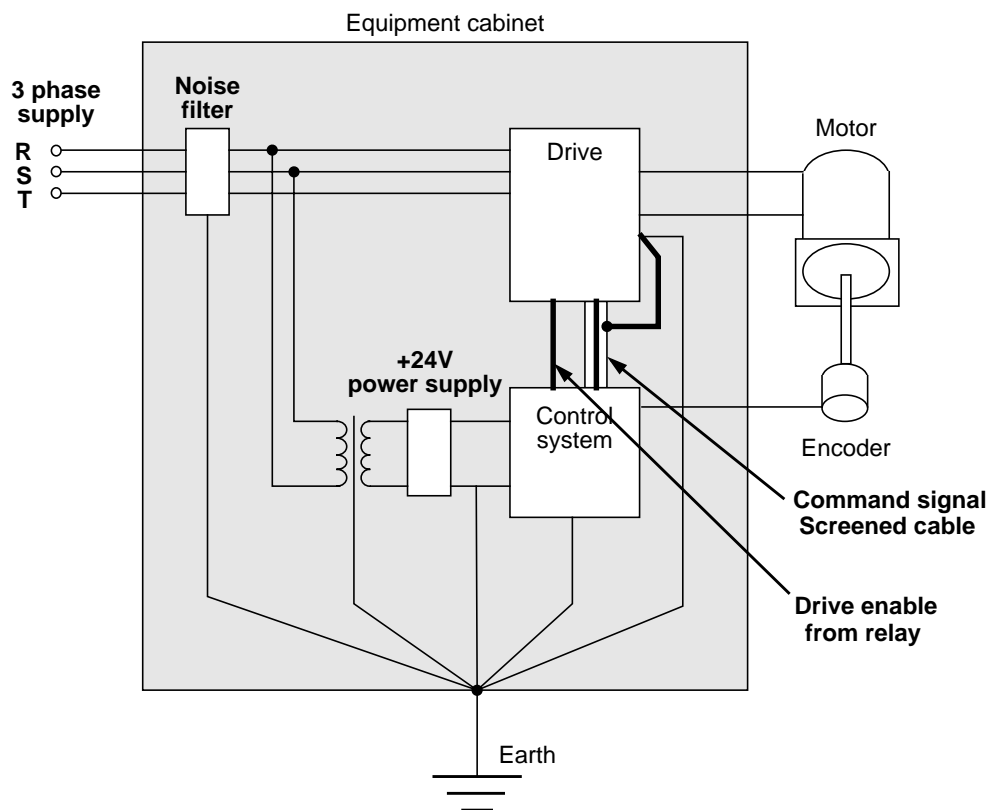 Equipment cabinet
3 phase
supply
Noise
filter
R
S
T
Drive
Motor
+24V
power supply
Control
system
Encoder
Command signal
Screened cable
Drive enable
from relay
Earth